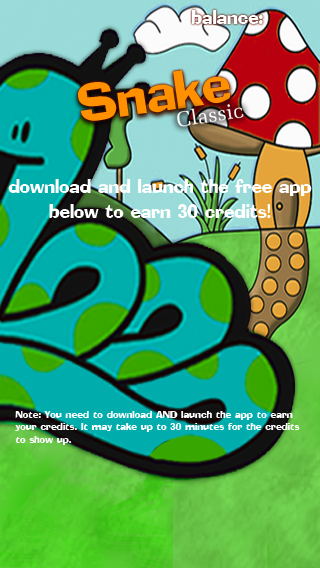 balance:
Snake
Classic
download and launch the free app
below to earn 30 credits!
Note: You need to download AND launch the app to earn
your credits. It may take up to 30 minutes for the credits
to show up.